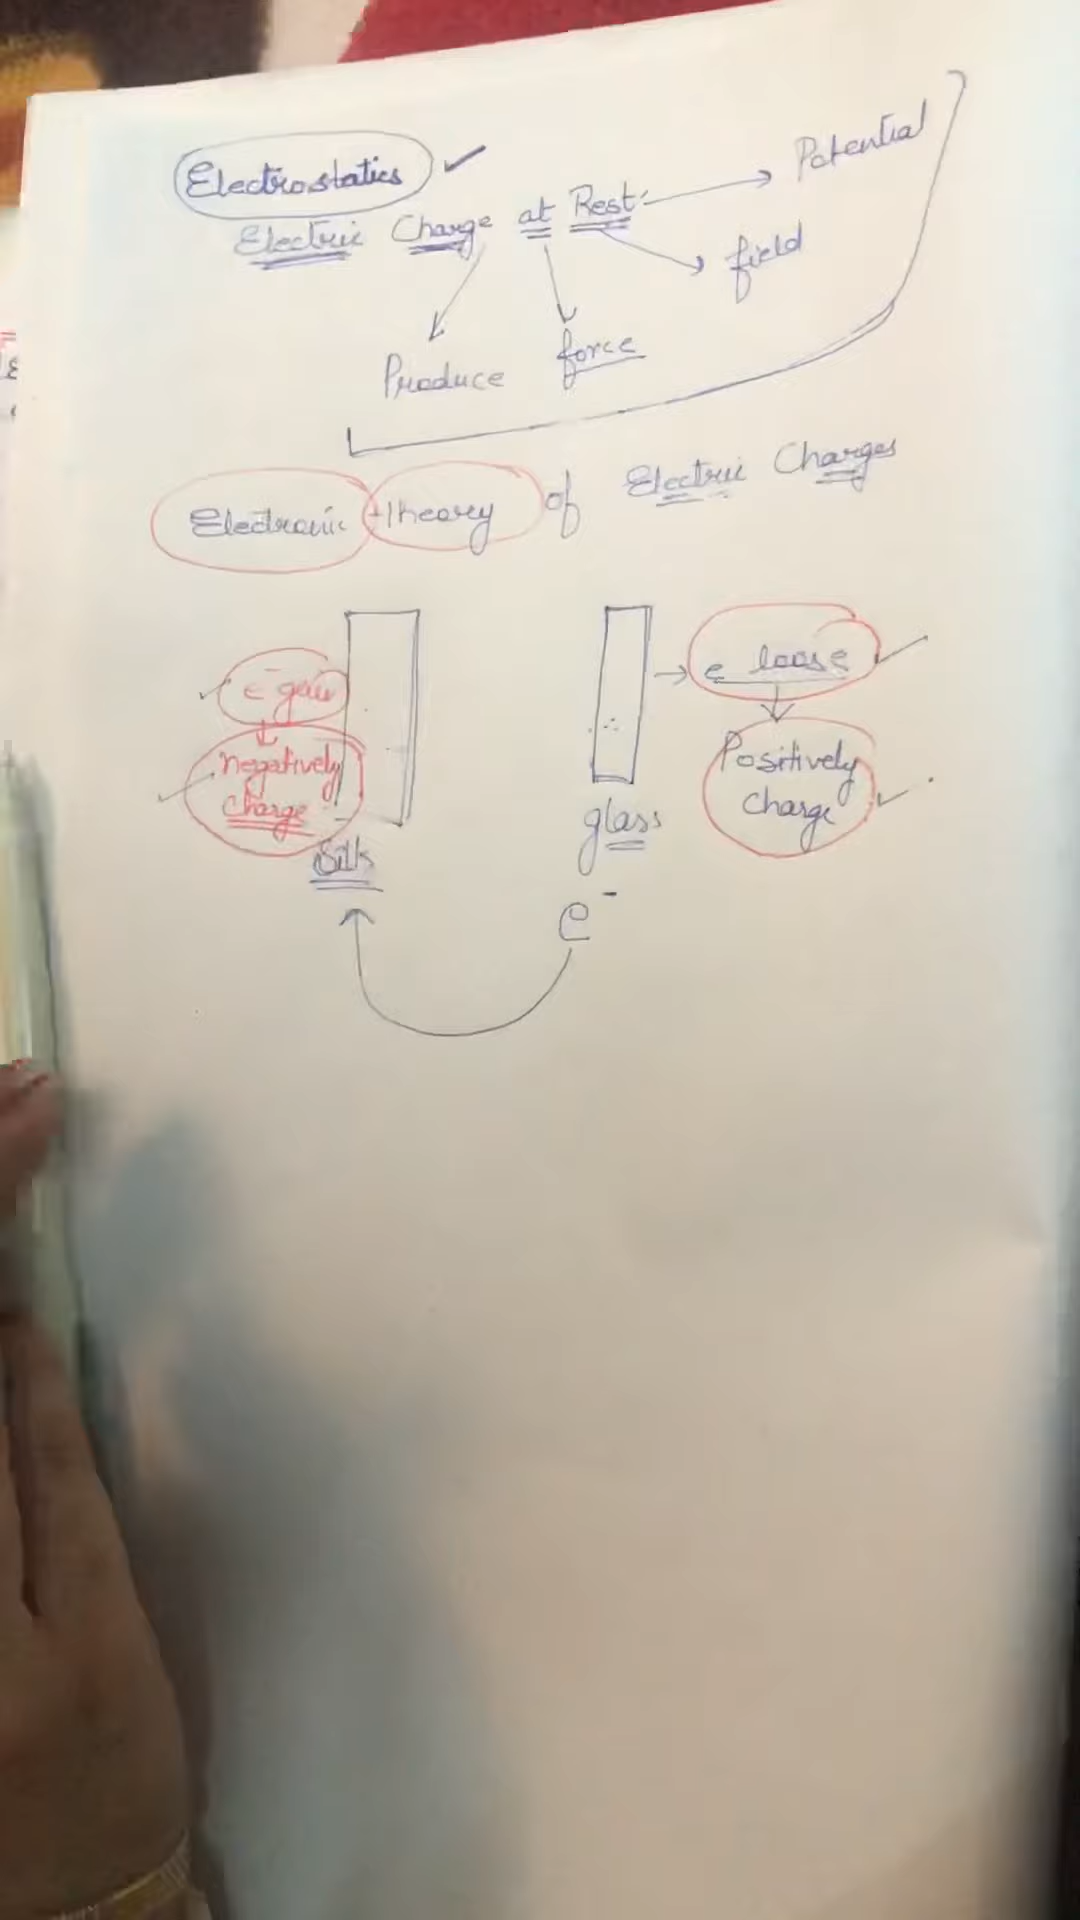 Electrostatics
Electric Charge at Rest:
Potential
field
Produce force
Electronic theory of Electric Charges
e⁻ gain
Negatively
Charge
Silk
glass
e loose
Positively
Charge
e⁻